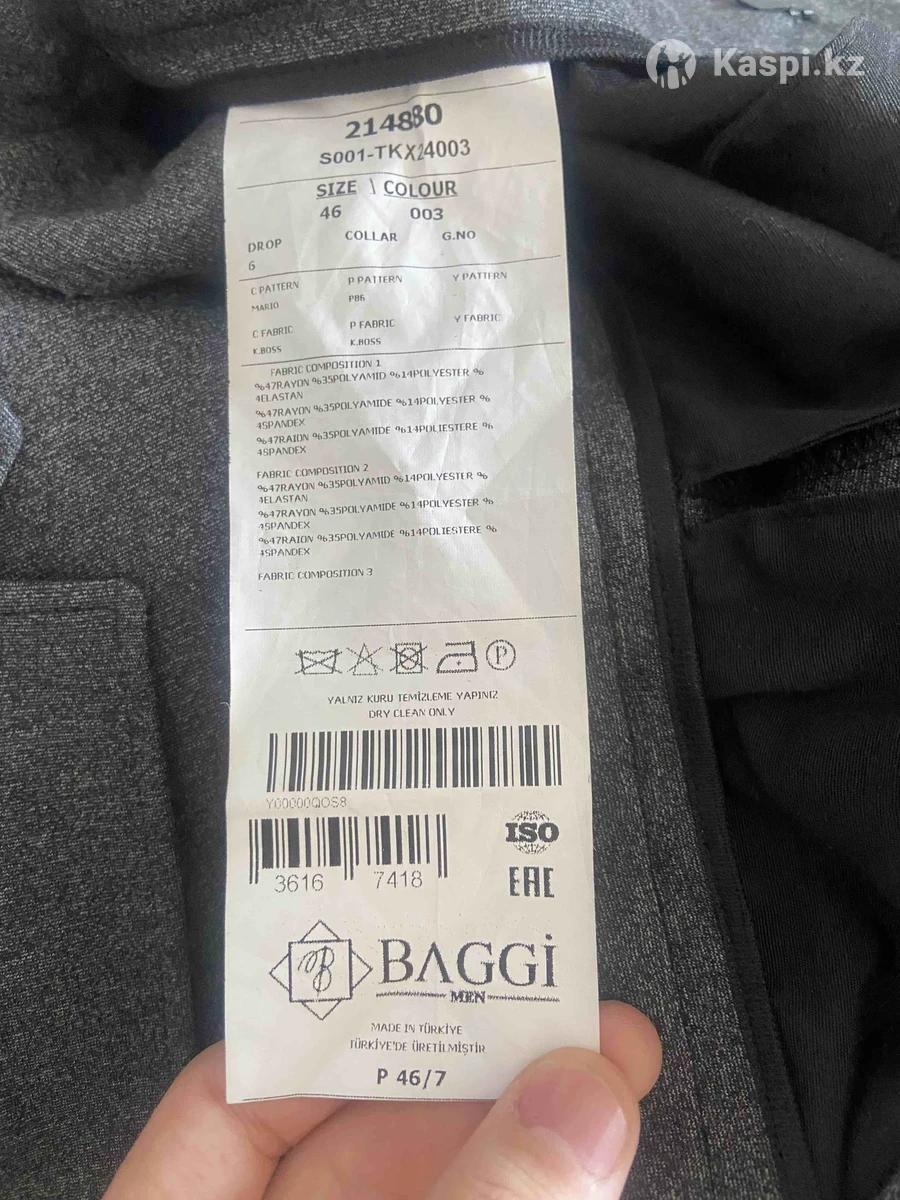 Kaspi.kz
214880
S001-TKX24003
SIZE \ COLOUR
46 003
DROP COLLAR G.NO
6
C PATTERN P PATTERN Y PATTERN
MARIO P86
C FABRIC P FABRIC Y FABRIC
K.BOSS K.BOSS
FABRIC COMPOSITION 1
%47RAYON %35POLYAMID %14POLYESTER %
4ELASTAN
%47RAYON %35POLYAMIDE %14POLYESTER %
4SPANDEX
%47RAION %35POLYAMIDE %14POLIESTERE %
4SPANDEX
FABRIC COMPOSITION 2
%47RAYON %35POLYAMID %14POLYESTER %
4ELASTAN
%47RAYON %35POLYAMIDE %14POLYESTER %
4SPANDEX
%47RAION %35POLYAMIDE %14POLIESTERE %
4SPANDEX
FABRIC COMPOSITION 3
-
P
YALNIZ KURU TEMİZLEME YAPINIZ
DRY CLEAN ONLY
Y00000QOS8
ISO
3616 7418
EAC
BAGGİ
MEN
MADE IN TÜRKİYE
TÜRKİYE'DE ÜRETİLMİŞTİR
P 46/7